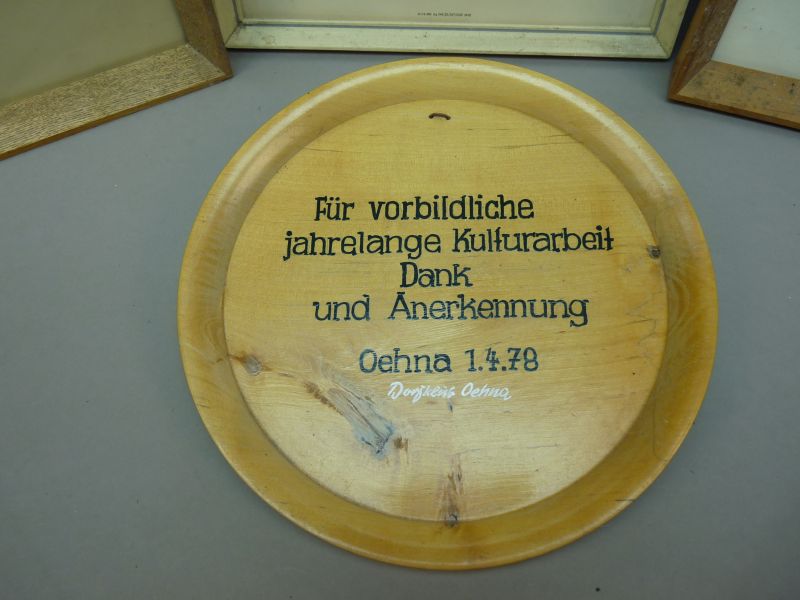 Für vorbildliche
jahrelange Kulturarbeit
Dank
und Anerkennung
Oehna 1.4.78
Dorfklub Oehna